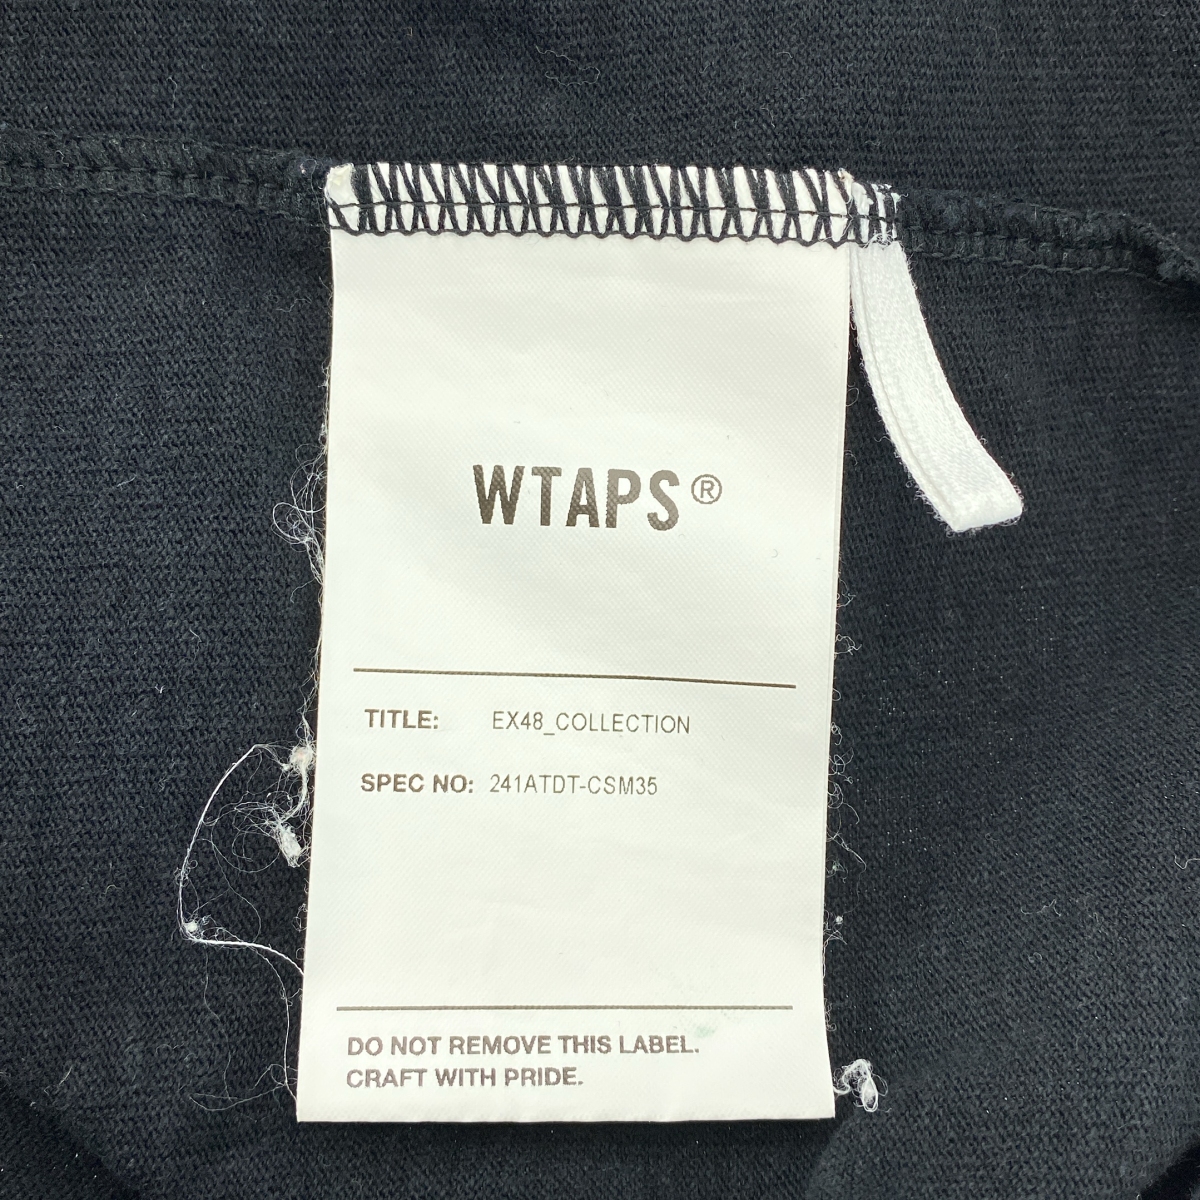 WTAPS®
TITLE: EX48_COLLECTION
SPEC NO: 241ATDT-CSM35
DO NOT REMOVE THIS LABEL.
CRAFT WITH PRIDE.